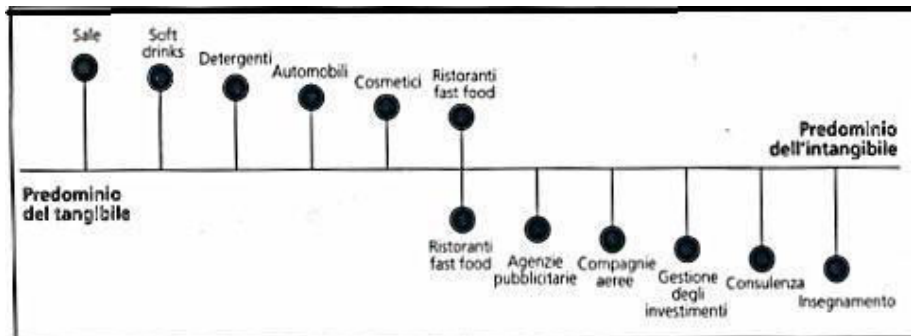 Sale
Soft
drinks
Detergenti
Automobili
Cosmetici
Ristoranti
fast food
Predominio
dell'intangibile
Predominio
del tangibile
Ristoranti
fast food
Agenzie
pubblicitarie
Compagnie
aeree
Gestione
degli
investimenti
Consulenza
Insegnamento